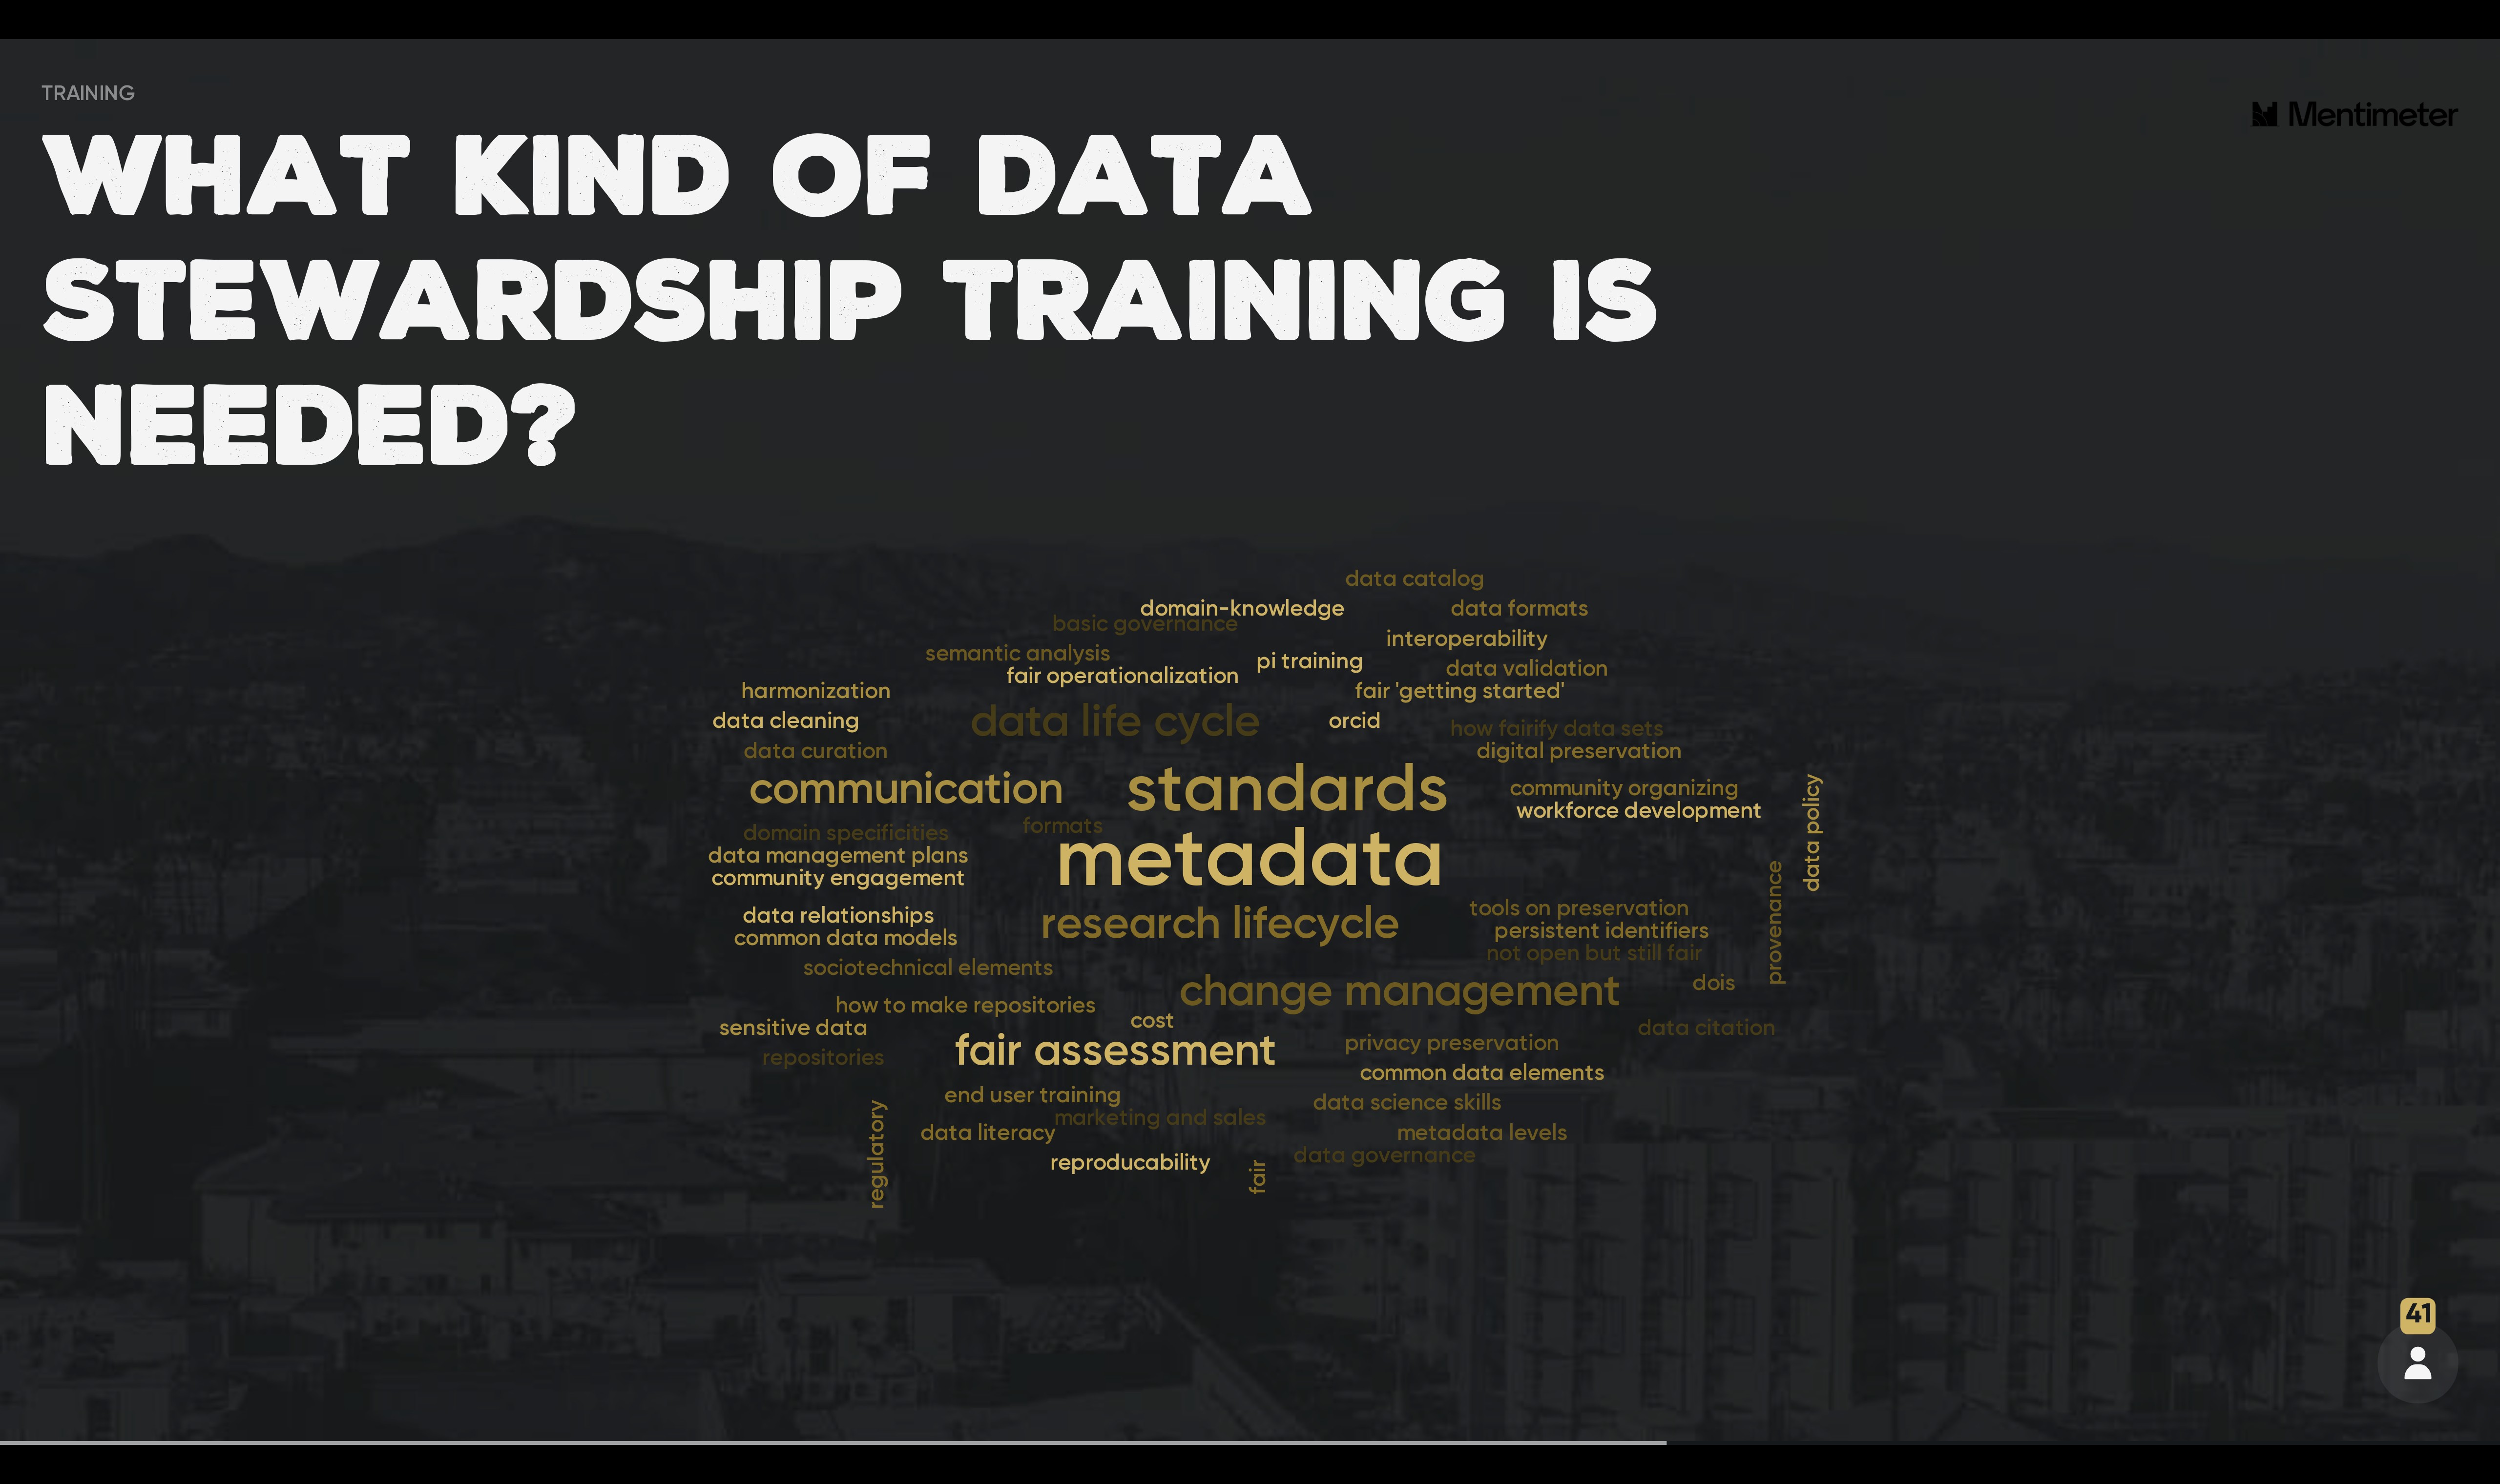 TRAINING
Mentimeter
WHAT KIND OF DATA
STEWARDSHIP TRAINING IS
NEEDED?
data catalog
domain-knowledge
data formats
basic governance
interoperability
semantic analysis
pi training
fair operationalization
data validation
harmonization
fair 'getting started'
data cleaning
data life cycle
orcid
how fairify data sets
data curation
digital preservation
communication
standards
community organizing
workforce development
data policy
domain specificities
formats
data management plans
metadata
community engagement
provenance
data relationships
research lifecycle
tools on preservation
common data models
persistent identifiers
not open but still fair
sociotechnical elements
change management
dois
how to make repositories
cost
sensitive data
data citation
repositories
fair assessment
privacy preservation
common data elements
end user training
data science skills
marketing and sales
regulatory
data literacy
metadata levels
reproducability
fair
data governance
41